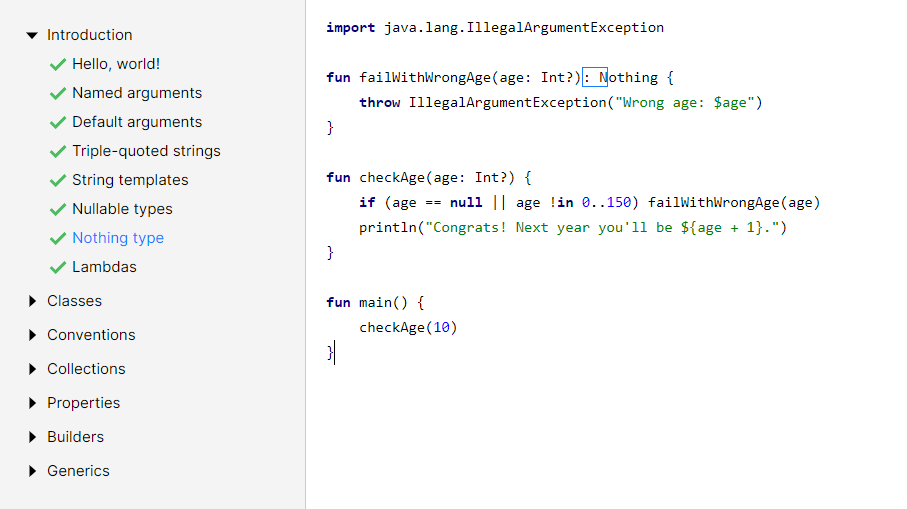 Introduction
Hello, world!
Named arguments
Default arguments
Triple-quoted strings
String templates
Nullable types
Nothing type
Lambdas
Classes
Conventions
Collections
Properties
Builders
Generics
import java.lang.IllegalArgumentException
fun failWithWrongAge(age: Int?): Nothing {
    throw IllegalArgumentException("Wrong age: $age")
}
fun checkAge(age: Int?) {
    if (age == null || age !in 0..150) failWithWrongAge(age)
    println("Congrats! Next year you'll be ${age + 1}.")
}
fun main() {
    checkAge(10)
}